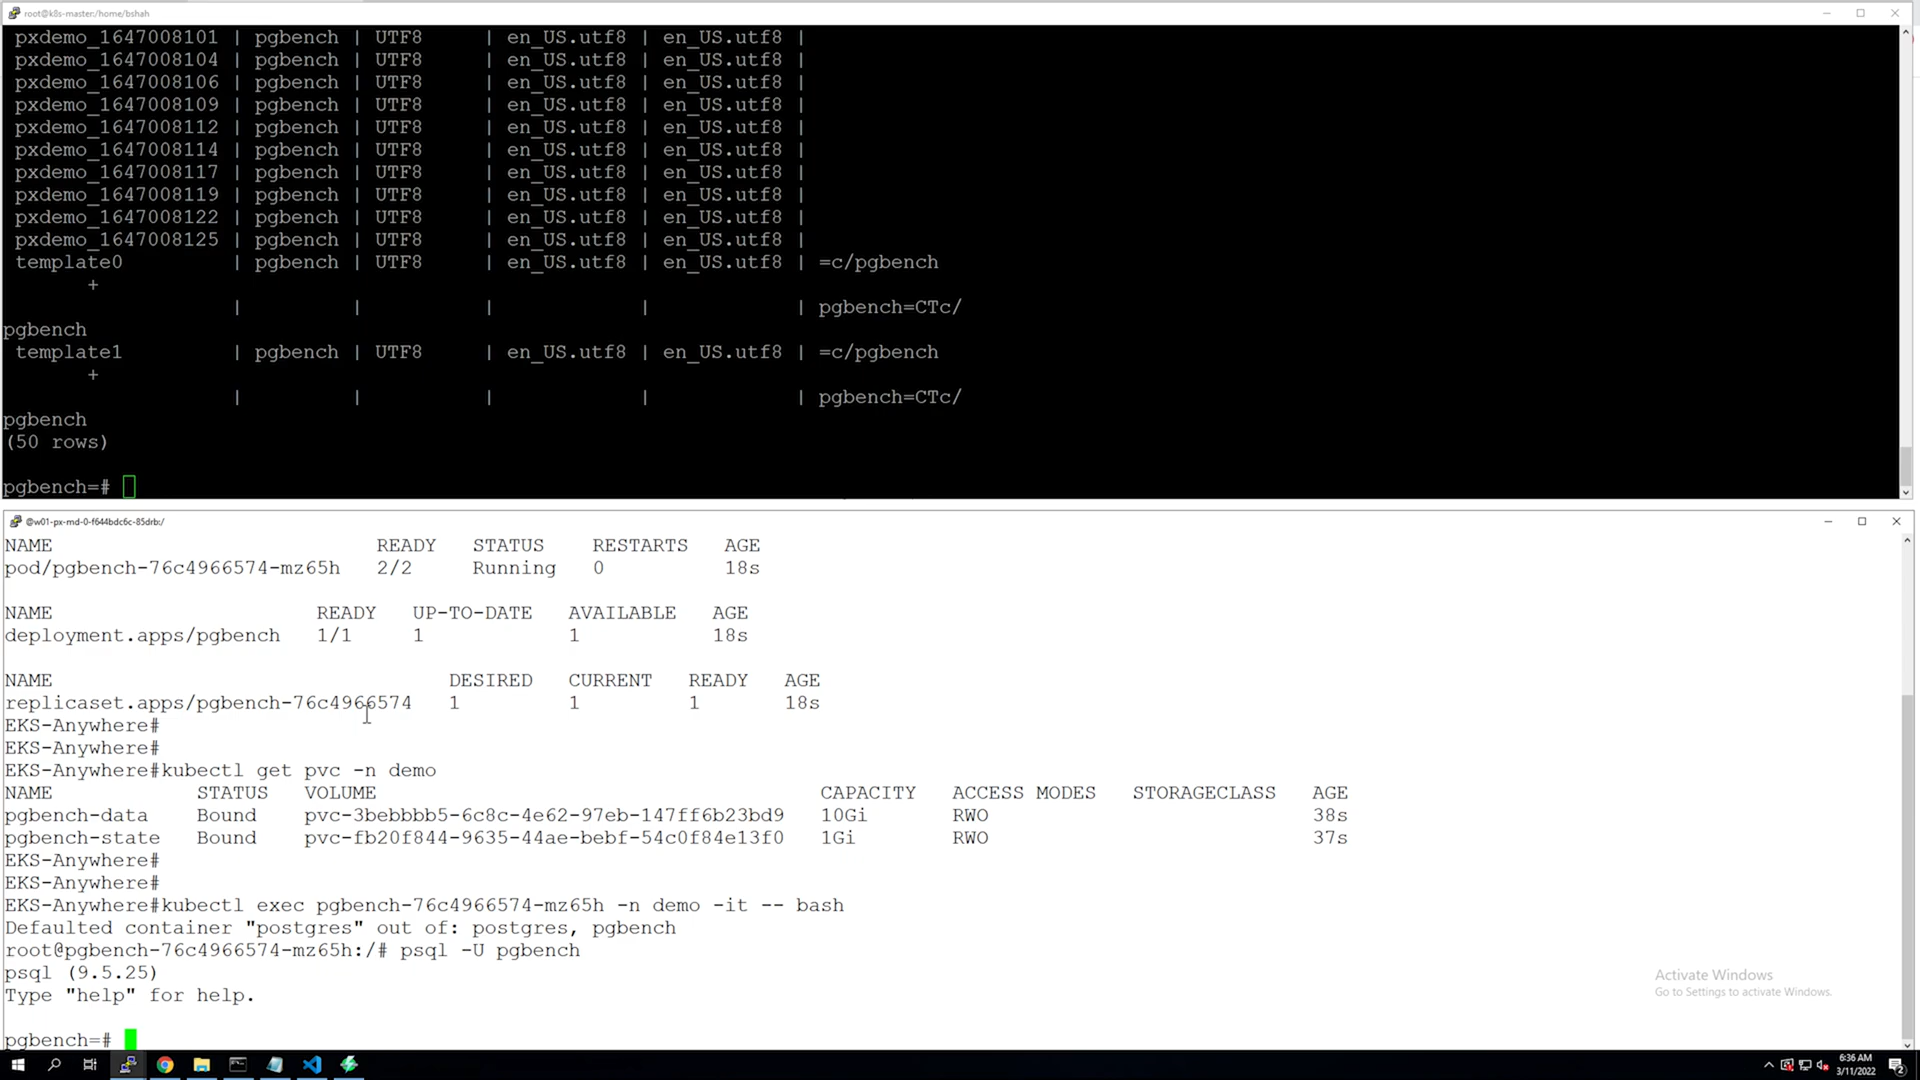 root@k8s-master:/home/bshah
pxdemo_1647008101 | pgbench | UTF8 | en_US.utf8 | en_US.utf8 |
pxdemo_1647008104 | pgbench | UTF8 | en_US.utf8 | en_US.utf8 |
pxdemo_1647008106 | pgbench | UTF8 | en_US.utf8 | en_US.utf8 |
pxdemo_1647008109 | pgbench | UTF8 | en_US.utf8 | en_US.utf8 |
pxdemo_1647008112 | pgbench | UTF8 | en_US.utf8 | en_US.utf8 |
pxdemo_1647008114 | pgbench | UTF8 | en_US.utf8 | en_US.utf8 |
pxdemo_1647008117 | pgbench | UTF8 | en_US.utf8 | en_US.utf8 |
pxdemo_1647008119 | pgbench | UTF8 | en_US.utf8 | en_US.utf8 |
pxdemo_1647008122 | pgbench | UTF8 | en_US.utf8 | en_US.utf8 |
pxdemo_1647008125 | pgbench | UTF8 | en_US.utf8 | en_US.utf8 |
template0 | pgbench | UTF8 | en_US.utf8 | en_US.utf8 | =c/pgbench
+
| | | | | pgbench=CTc/
pgbench
template1 | pgbench | UTF8 | en_US.utf8 | en_US.utf8 | =c/pgbench
+
| | | | | pgbench=CTc/
pgbench
(50 rows)
pgbench=#
@w01-px-md-0-f644bdc6c-85drb:/
NAME READY STATUS RESTARTS AGE
pod/pgbench-76c4966574-mz65h 2/2 Running 0 18s
NAME READY UP-TO-DATE AVAILABLE AGE
deployment.apps/pgbench 1/1 1 1 18s
NAME DESIRED CURRENT READY AGE
replicaset.apps/pgbench-76c4966574 1 1 1 18s
EKS-Anywhere#
EKS-Anywhere#
EKS-Anywhere#kubectl get pvc -n demo
NAME STATUS VOLUME CAPACITY ACCESS MODES STORAGECLASS AGE
pgbench-data Bound pvc-3bebbbb5-6c8c-4e62-97eb-147ff6b23bd9 10Gi RWO 38s
pgbench-state Bound pvc-fb20f844-9635-44ae-bebf-54c0f84e13f0 1Gi RWO 37s
EKS-Anywhere#
EKS-Anywhere#
EKS-Anywhere#kubectl exec pgbench-76c4966574-mz65h -n demo -it -- bash
Defaulted container "postgres" out of: postgres, pgbench
root@pgbench-76c4966574-mz65h:/# psql -U pgbench
psql (9.5.25)
Type "help" for help.
pgbench=#
Activate Windows
Go to Settings to activate Windows.
6:36 AM
3/11/2022
2